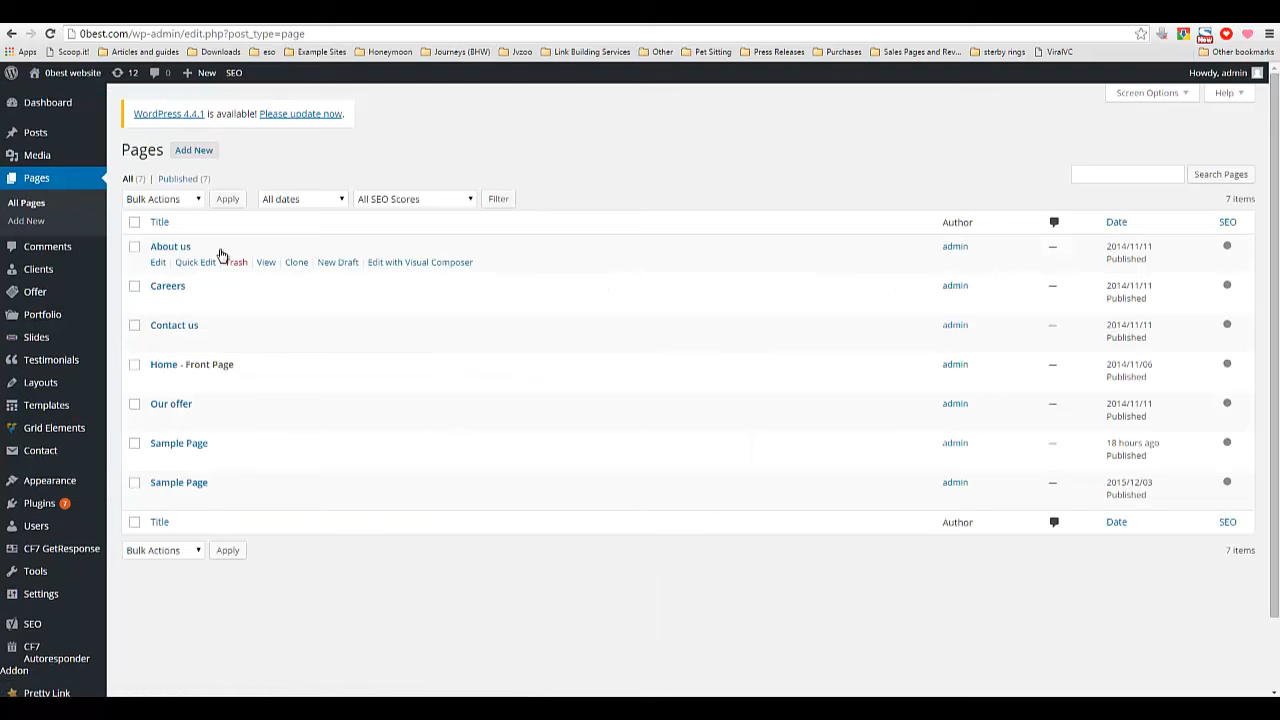 0best.com/wp-admin/edit.php?post_type=page
Apps Scoop.it! Articles and guides Downloads eso Example Sites Honeymoon Journeys (BHW) Jvzoo Link Building Services Other Pet Sitting Press Releases Purchases Sales Pages and Rev... sterby rings ViralVC Other bookmarks
0best website 12 0 + New SEO Howdy, admin
Screen Options Help
WordPress 4.4.1 is available! Please update now.
Pages Add New
All (7) | Published (7)
Search Pages
Bulk Actions Apply All dates All SEO Scores Filter 7 items
Title Author Date SEO
About us admin — 2014/11/11
Published
Edit | Quick Edit | Trash | View | Clone | New Draft | Edit with Visual Composer
Careers admin — 2014/11/11
Published
Contact us admin — 2014/11/11
Published
Home - Front Page admin — 2014/11/06
Published
Our offer admin — 2014/11/11
Published
Sample Page admin — 18 hours ago
Published
Sample Page admin — 2015/12/03
Published
Title Author Date SEO
Bulk Actions Apply 7 items
Dashboard
Posts
Media
Pages
All Pages
Add New
Comments
Clients
Offer
Portfolio
Slides
Testimonials
Layouts
Templates
Grid Elements
Contact
Appearance
Plugins 7
Users
CF7 GetResponse
Tools
Settings
SEO
CF7
Autoresponder
Addon
Pretty Link